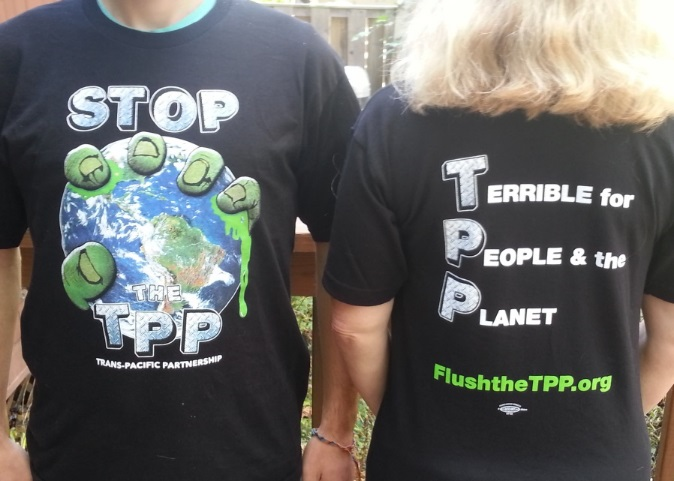 STOP
THE
TPP
TRANS-PACIFIC PARTNERSHIP
TERRIBLE for
PEOPLE & the
PLANET
FlushtheTPP.org